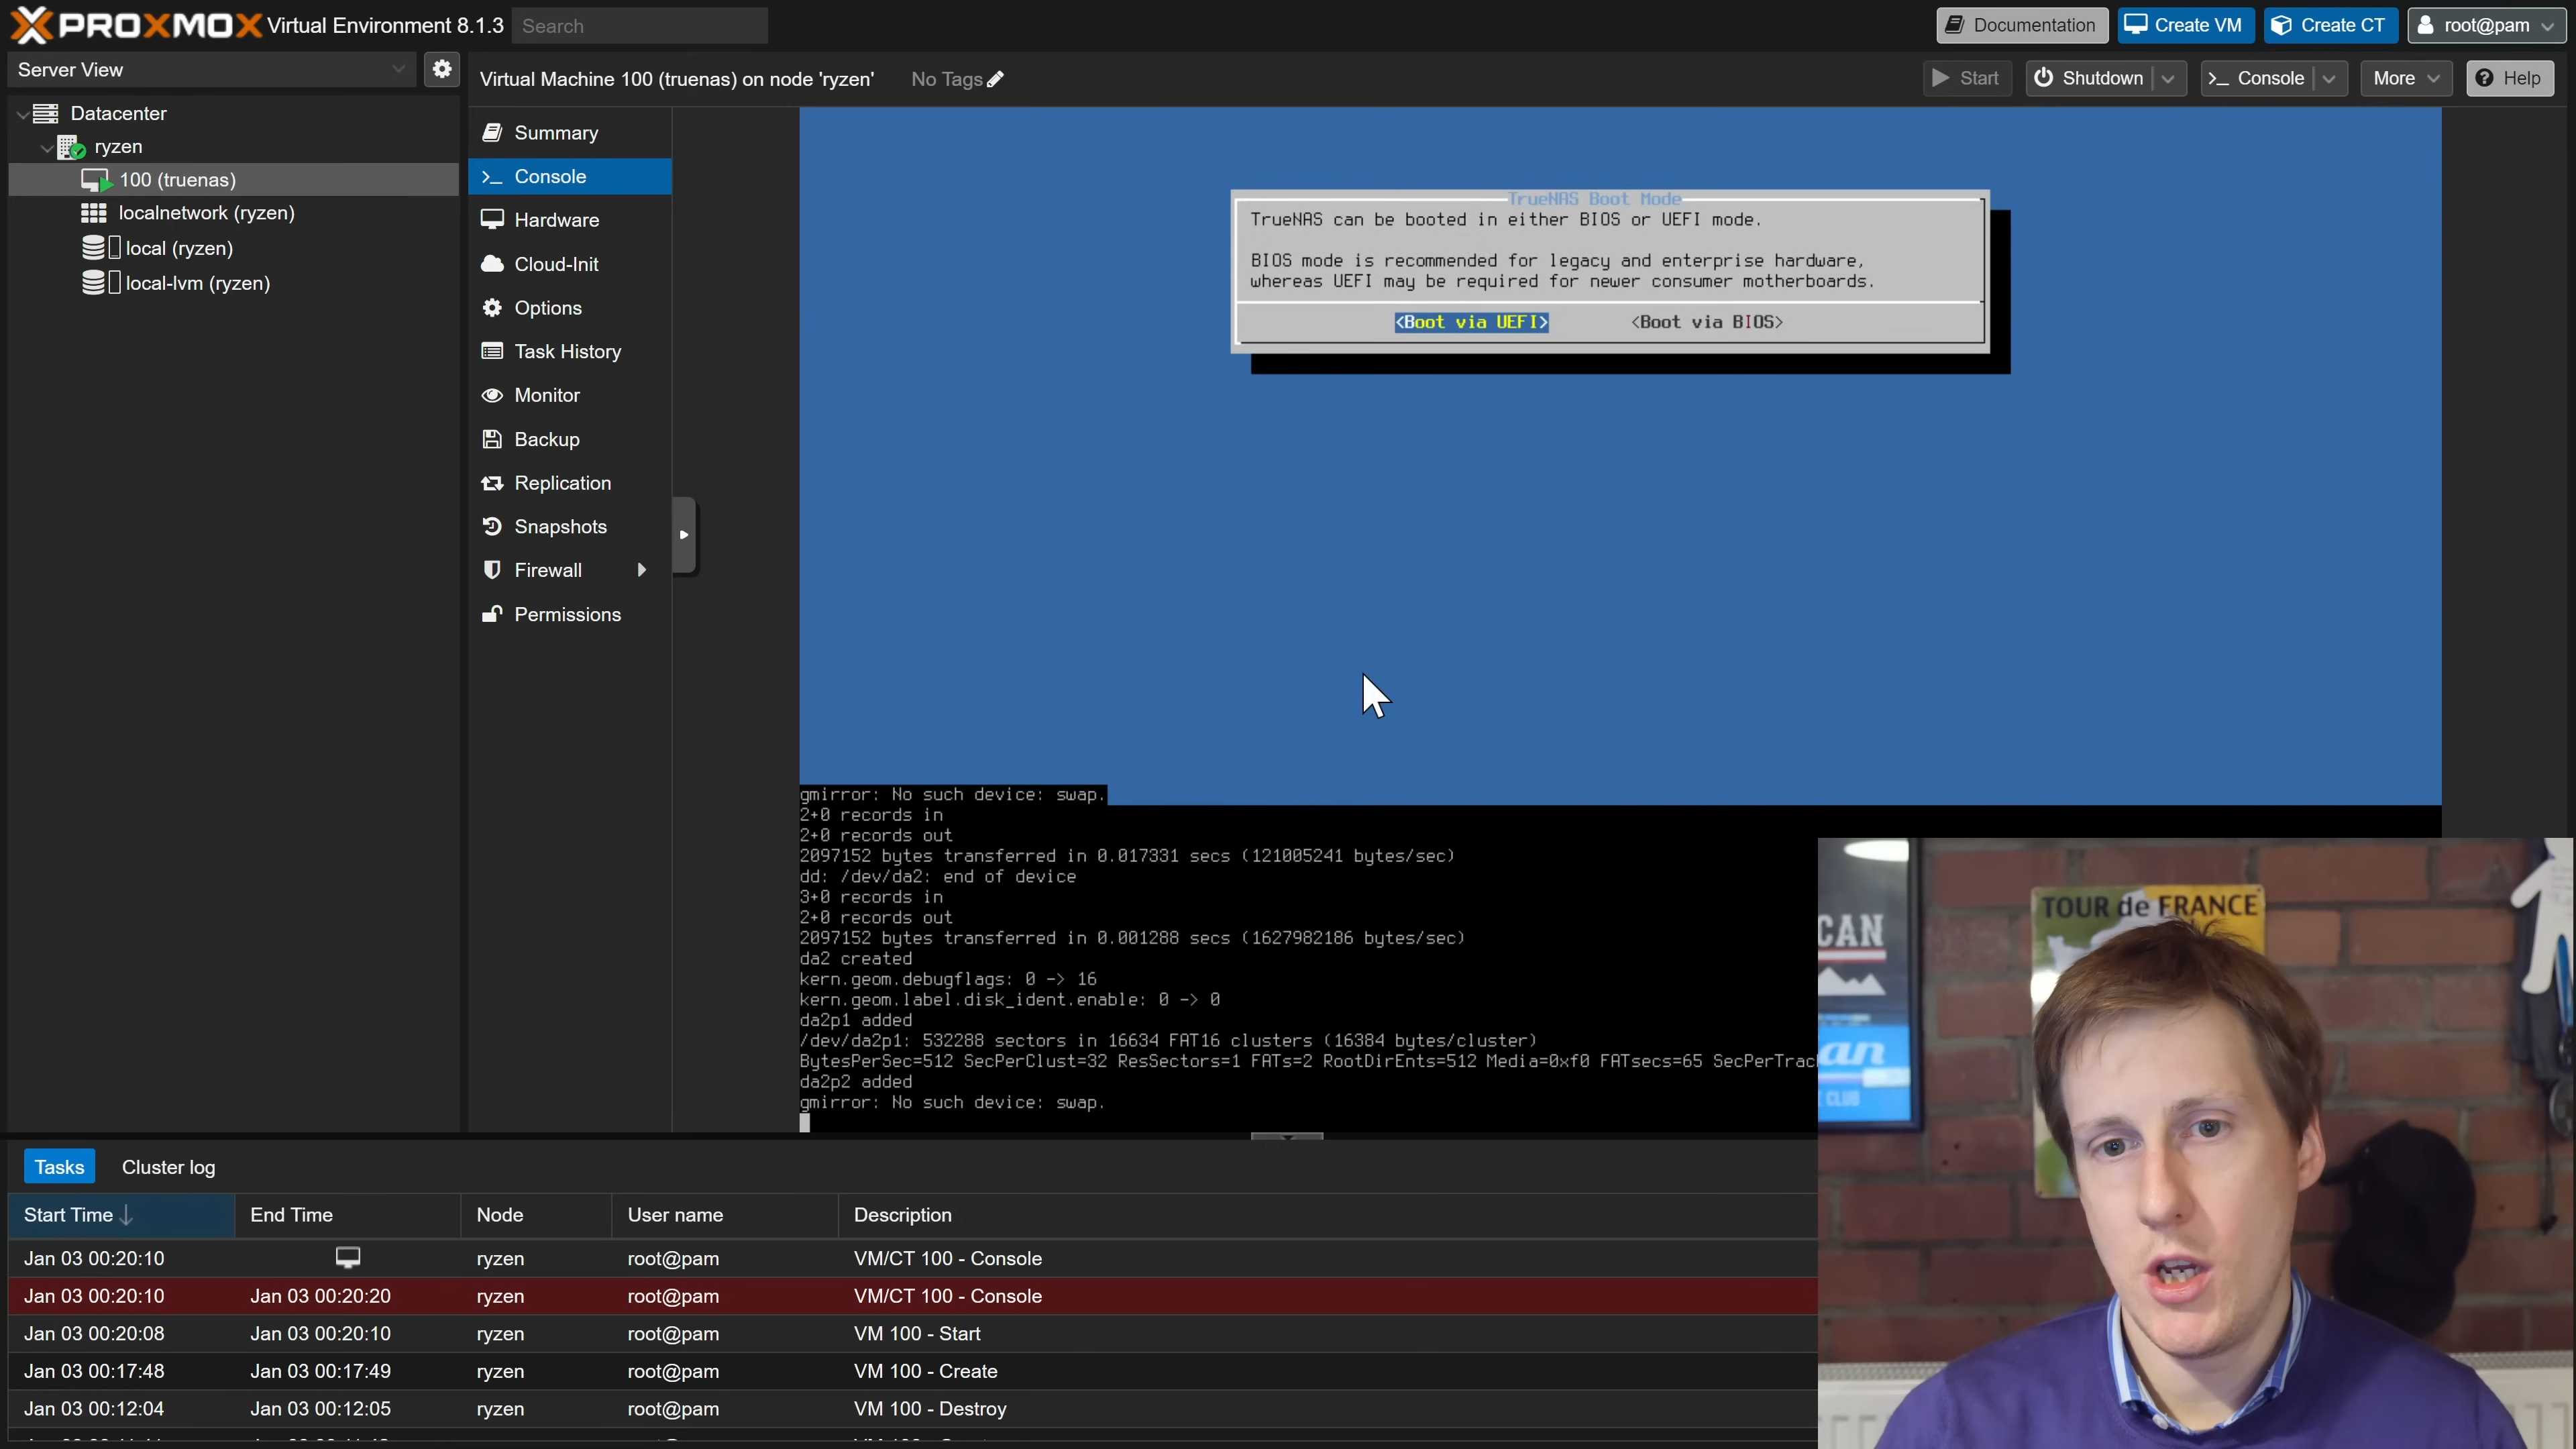 PROXMOX Virtual Environment 8.1.3 Search
Documentation Create VM Create CT root@pam
Server View
Virtual Machine 100 (truenas) on node 'ryzen' No Tags
Start Shutdown Console More Help
Datacenter
ryzen
100 (truenas)
localnetwork (ryzen)
local (ryzen)
local-lvm (ryzen)
Summary
Console
Hardware
Cloud-Init
Options
Task History
Monitor
Backup
Replication
Snapshots
Firewall
Permissions
TrueNAS Boot Mode
TrueNAS can be booted in either BIOS or UEFI mode.
BIOS mode is recommended for legacy and enterprise hardware,
whereas UEFI may be required for newer consumer motherboards.
<Boot via UEFI> <Boot via BIOS>
gmirror: No such device: swap.
2+0 records in
2+0 records out
2097152 bytes transferred in 0.017331 secs (121005241 bytes/sec)
dd: /dev/da2: end of device
3+0 records in
2+0 records out
2097152 bytes transferred in 0.001288 secs (1627982186 bytes/sec)
da2 created
kern.geom.debugflags: 0 -> 16
kern.geom.label.disk_ident.enable: 0 -> 0
da2p1 added
/dev/da2p1: 532288 sectors in 16634 FAT16 clusters (16384 bytes/cluster)
BytesPerSec=512 SecPerClust=32 ResSectors=1 FATs=2 RootDirEnts=512 Media=0xf0 FATsecs=65 SecPerTrac
da2p2 added
gmirror: No such device: swap.
TOUR de FRANCE
CAN
an
CLUB
Tasks Cluster log
Start Time End Time Node User name Description
Jan 03 00:20:10 ryzen root@pam VM/CT 100 - Console
Jan 03 00:20:10 Jan 03 00:20:20 ryzen root@pam VM/CT 100 - Console
Jan 03 00:20:08 Jan 03 00:20:10 ryzen root@pam VM 100 - Start
Jan 03 00:17:48 Jan 03 00:17:49 ryzen root@pam VM 100 - Create
Jan 03 00:12:04 Jan 03 00:12:05 ryzen root@pam VM 100 - Destroy